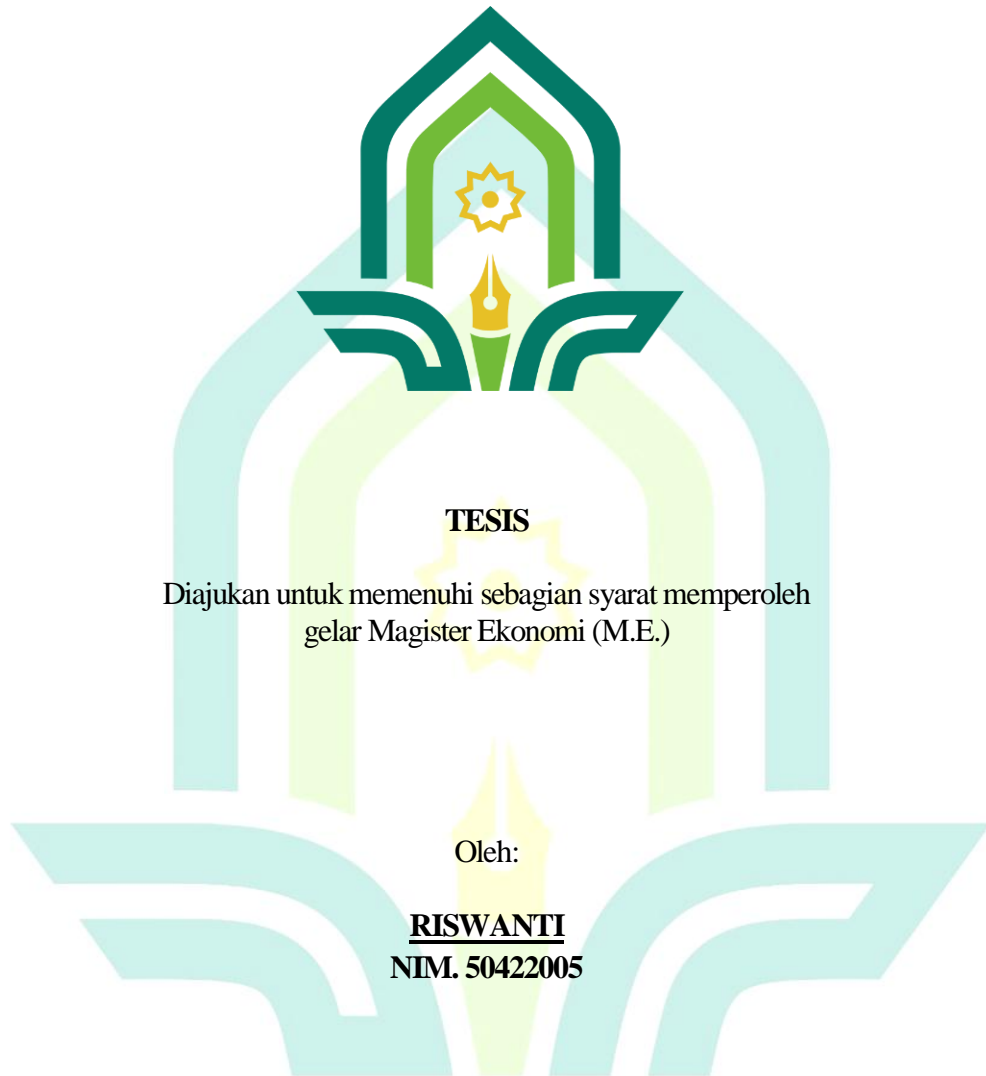 TESIS
Diajukan untuk memenuhi sebagian syarat memperoleh
gelar Magister Ekonomi (M.E.)
Oleh:
RISWANTI
NIM. 50422005